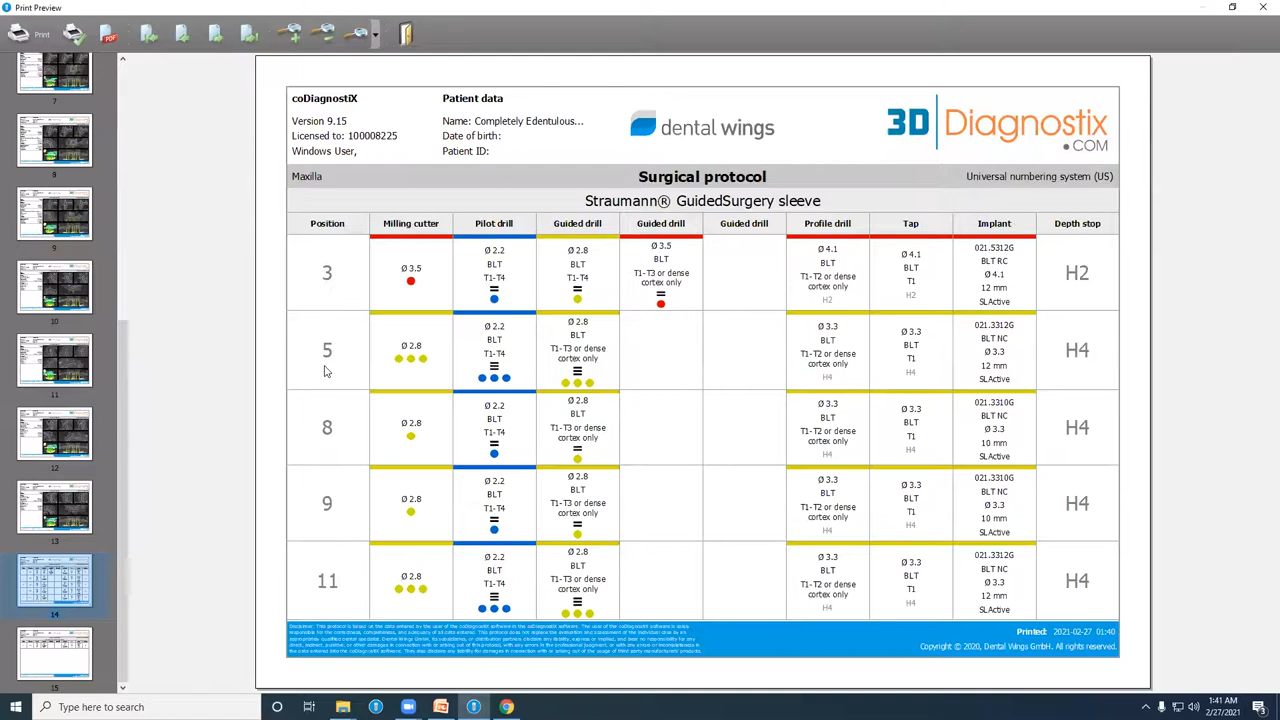 Print Preview
Print
PDF
7
8
9
10
11
12
13
14
15
coDiagnostiX
Version 9.15
Licensed to: 100008225
Windows User,
Patient data
Name: Completely Edentulous...
Date of birth:
Patient ID:
dental wings
3D Diagnostix
.COM
Maxilla
Surgical protocol
Universal numbering system (US)
Straumann® GuidedSurgery sleeve
Position
Milling cutter
Pilot drill
Guided drill
Guided drill
Guided drill
Profile drill
Tap
Implant
Depth stop
3
Ø 3.5
Ø 2.2
BLT
T1-T4
=
Ø 2.8
BLT
T1-T4
=
Ø 3.5
BLT
T1-T3 or dense
cortex only
=
Ø 4.1
BLT
T1-T2 or dense
cortex only
H2
Ø 4.1
BLT
T1
H2
021.5312G
BLT RC
Ø 4.1
12 mm
SLActive
H2
5
Ø 2.8
Ø 2.2
BLT
T1-T4
=
Ø 2.8
BLT
T1-T3 or dense
cortex only
=
Ø 3.3
BLT
T1-T2 or dense
cortex only
H4
Ø 3.3
BLT
T1
H4
021.3312G
BLT NC
Ø 3.3
12 mm
SLActive
H4
8
Ø 2.8
Ø 2.2
BLT
T1-T4
=
Ø 2.8
BLT
T1-T3 or dense
cortex only
=
Ø 3.3
BLT
T1-T2 or dense
cortex only
H4
Ø 3.3
BLT
T1
H4
021.3310G
BLT NC
Ø 3.3
10 mm
SLActive
H4
9
Ø 2.8
Ø 2.2
BLT
T1-T4
=
Ø 2.8
BLT
T1-T3 or dense
cortex only
=
Ø 3.3
BLT
T1-T2 or dense
cortex only
H4
Ø 3.3
BLT
T1
H4
021.3310G
BLT NC
Ø 3.3
10 mm
SLActive
H4
11
Ø 2.8
Ø 2.2
BLT
T1-T4
=
Ø 2.8
BLT
T1-T3 or dense
cortex only
=
Ø 3.3
BLT
T1-T2 or dense
cortex only
H4
Ø 3.3
BLT
T1
H4
021.3312G
BLT NC
Ø 3.3
12 mm
SLActive
H4
Printed: 2021-02-27 01:40
Copyright © 2020, Dental Wings GmbH. All rights reserved.
Type here to search
1:41 AM
2/27/2021